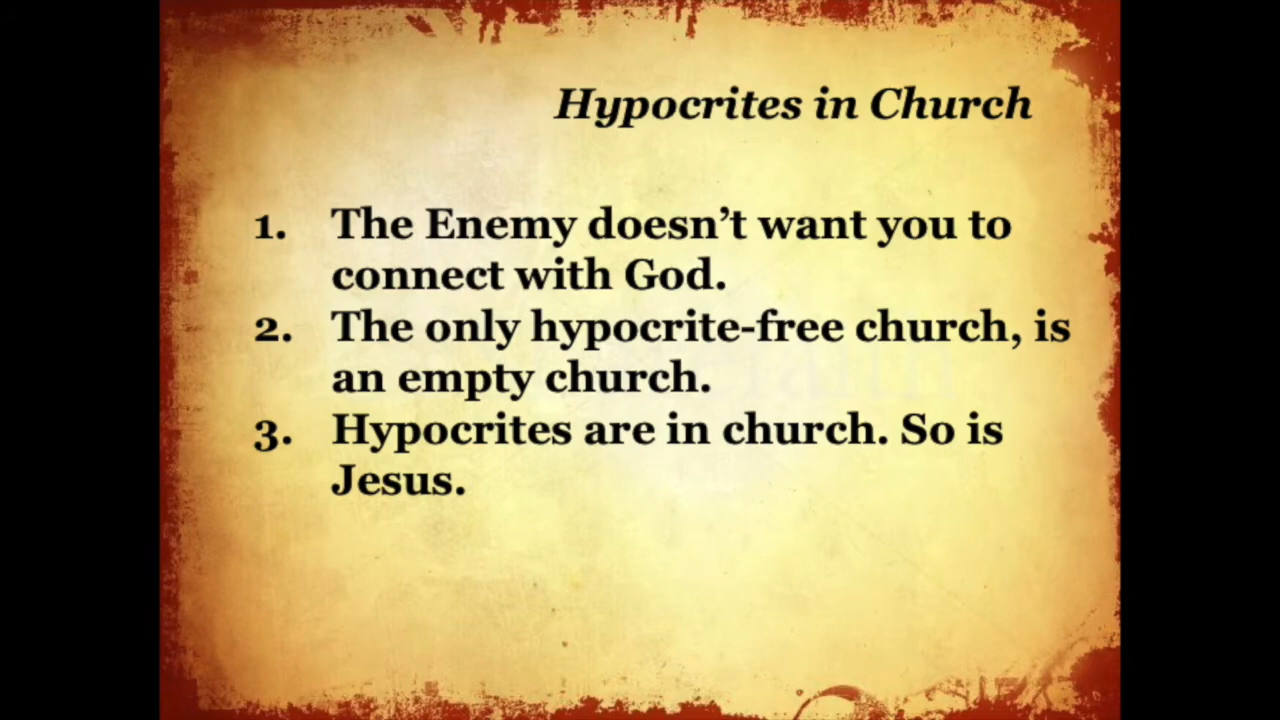 Hypocrites in Church
1. The Enemy doesn’t want you to
connect with God.
2. The only hypocrite-free church, is
an empty church.
3. Hypocrites are in church. So is
Jesus.